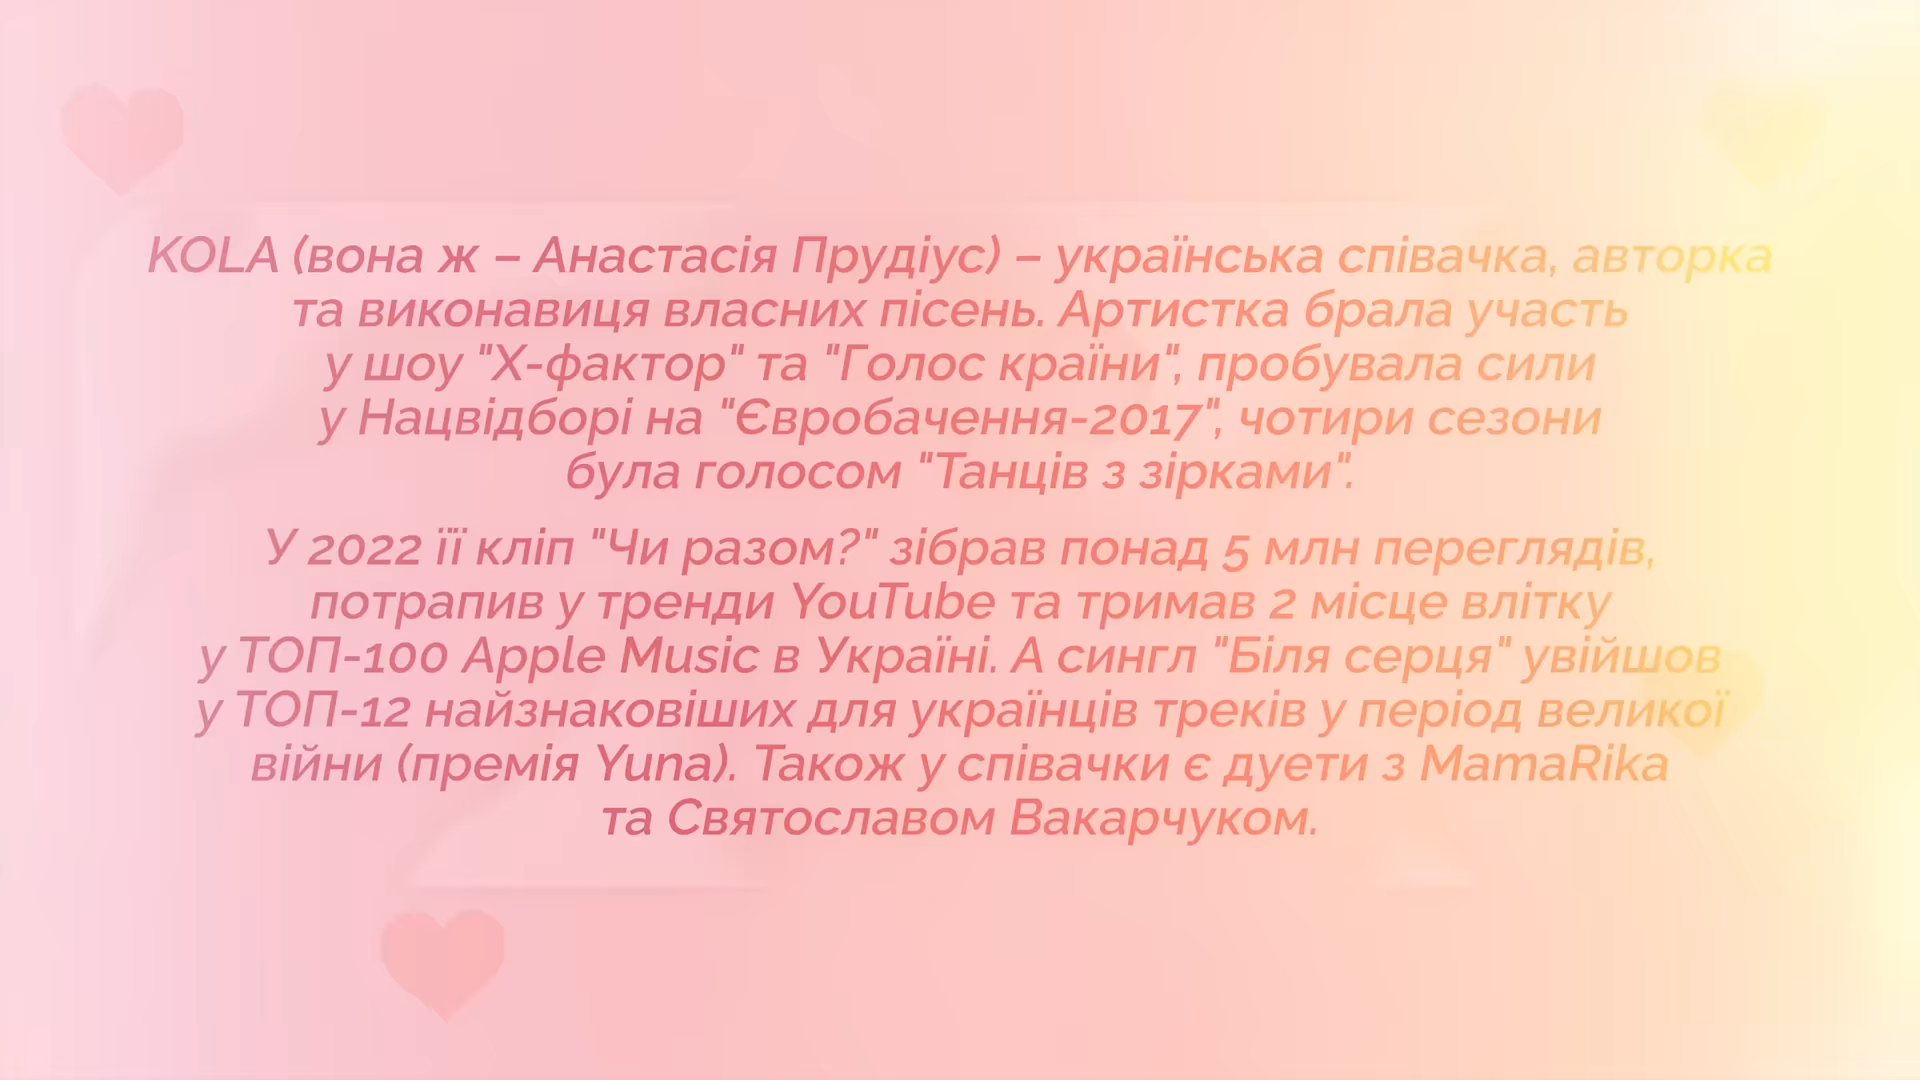 KOLA (вона ж – Анастасія Прудіус) – українська співачка, авторка
та виконавиця власних пісень. Артистка брала участь
у шоу "Х-фактор" та "Голос країни", пробувала сили
у Нацвідборі на "Євробачення-2017", чотири сезони
була голосом "Танців з зірками".
У 2022 її кліп "Чи разом?" зібрав понад 5 млн переглядів,
потрапив у тренди YouTube та тримав 2 місце влітку
у ТОП-100 Apple Music в Україні. А сингл "Біля серця" увійшов
у ТОП-12 найзнаковіших для українців треків у період великої
війни (премія Yuna). Також у співачки є дуети з MamaRika
та Святославом Вакарчуком.